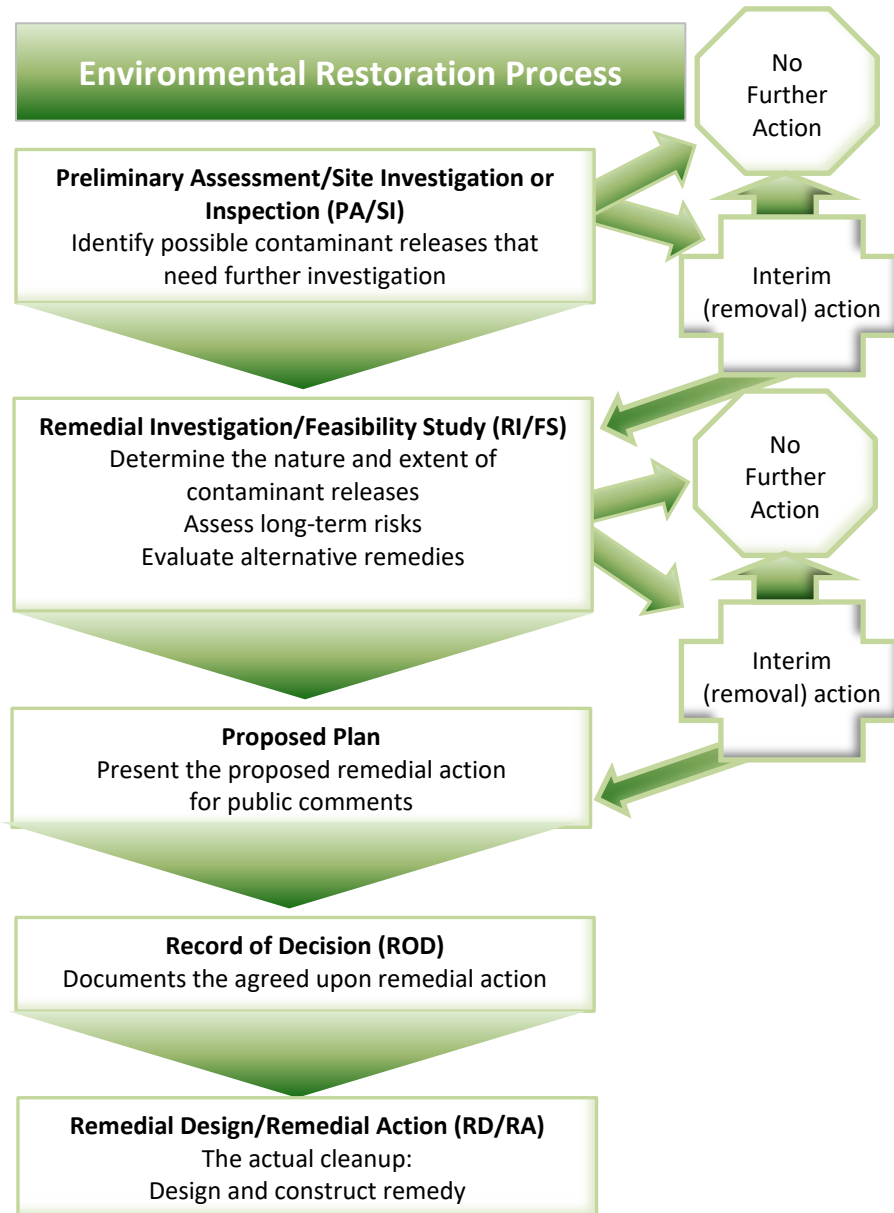 Environmental Restoration Process
No
Further
Action
Preliminary Assessment/Site Investigation or
Inspection (PA/SI)
Identify possible contaminant releases that
need further investigation
Interim
(removal) action
Remedial Investigation/Feasibility Study (RI/FS)
Determine the nature and extent of
contaminant releases
Assess long-term risks
Evaluate alternative remedies
No
Further
Action
Interim
(removal) action
Proposed Plan
Present the proposed remedial action
for public comments
Record of Decision (ROD)
Documents the agreed upon remedial action
Remedial Design/Remedial Action (RD/RA)
The actual cleanup:
Design and construct remedy